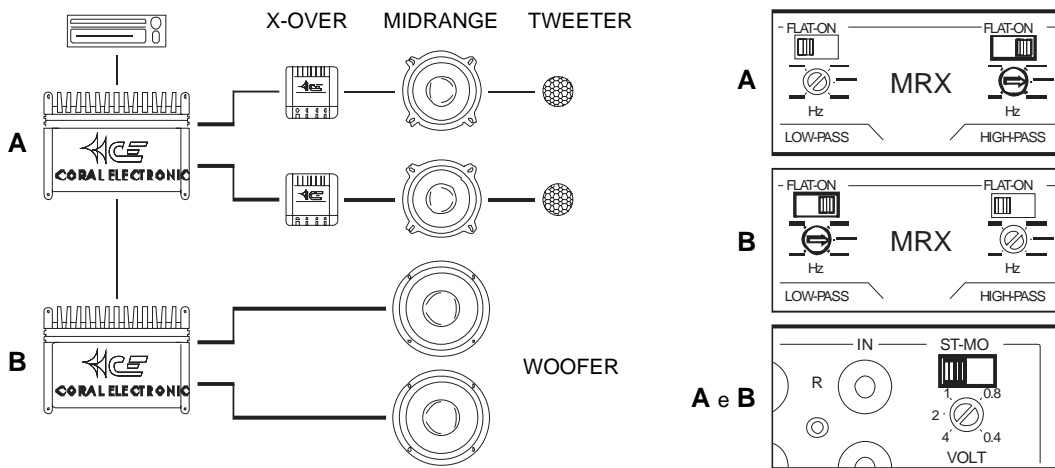 X-OVER MIDRANGE TWEETER
A
CORAL ELECTRONIC
B
CORAL ELECTRONIC
WOOFER
A
FLAT-ON FLAT-ON
MRX
Hz Hz
LOW-PASS HIGH-PASS
B
FLAT-ON FLAT-ON
MRX
Hz Hz
LOW-PASS HIGH-PASS
A e B
IN ST-MO
R
1 0.8
2
4 0.4
VOLT